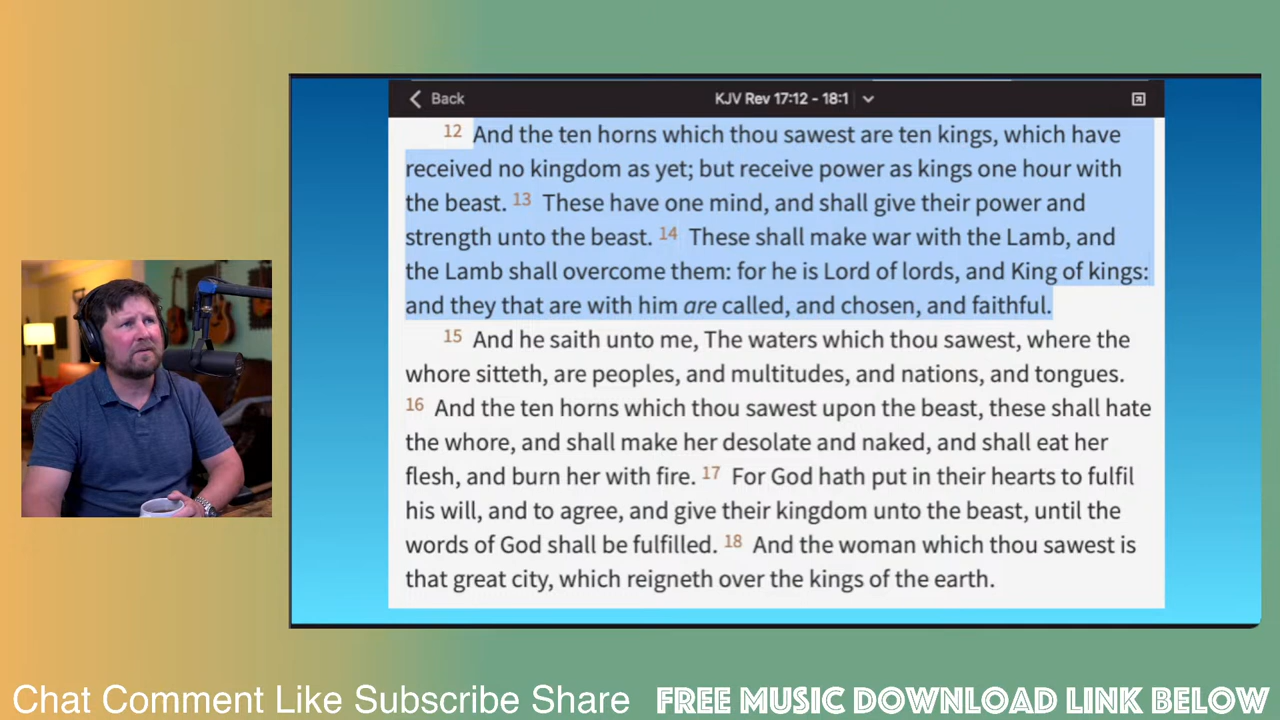 Back
KJV Rev 17:12 - 18:1
12 And the ten horns which thou sawest are ten kings, which have
received no kingdom as yet; but receive power as kings one hour with
the beast. 13 These have one mind, and shall give their power and
strength unto the beast. 14 These shall make war with the Lamb, and
the Lamb shall overcome them: for he is Lord of lords, and King of kings:
and they that are with him are called, and chosen, and faithful.
15 And he saith unto me, The waters which thou sawest, where the
whore sitteth, are peoples, and multitudes, and nations, and tongues.
16 And the ten horns which thou sawest upon the beast, these shall hate
the whore, and shall make her desolate and naked, and shall eat her
flesh, and burn her with fire. 17 For God hath put in their hearts to fulfil
his will, and to agree, and give their kingdom unto the beast, until the
words of God shall be fulfilled. 18 And the woman which thou sawest is
that great city, which reigneth over the kings of the earth.
Chat Comment Like Subscribe Share
FREE MUSIC DOWNLOAD LINK BELOW